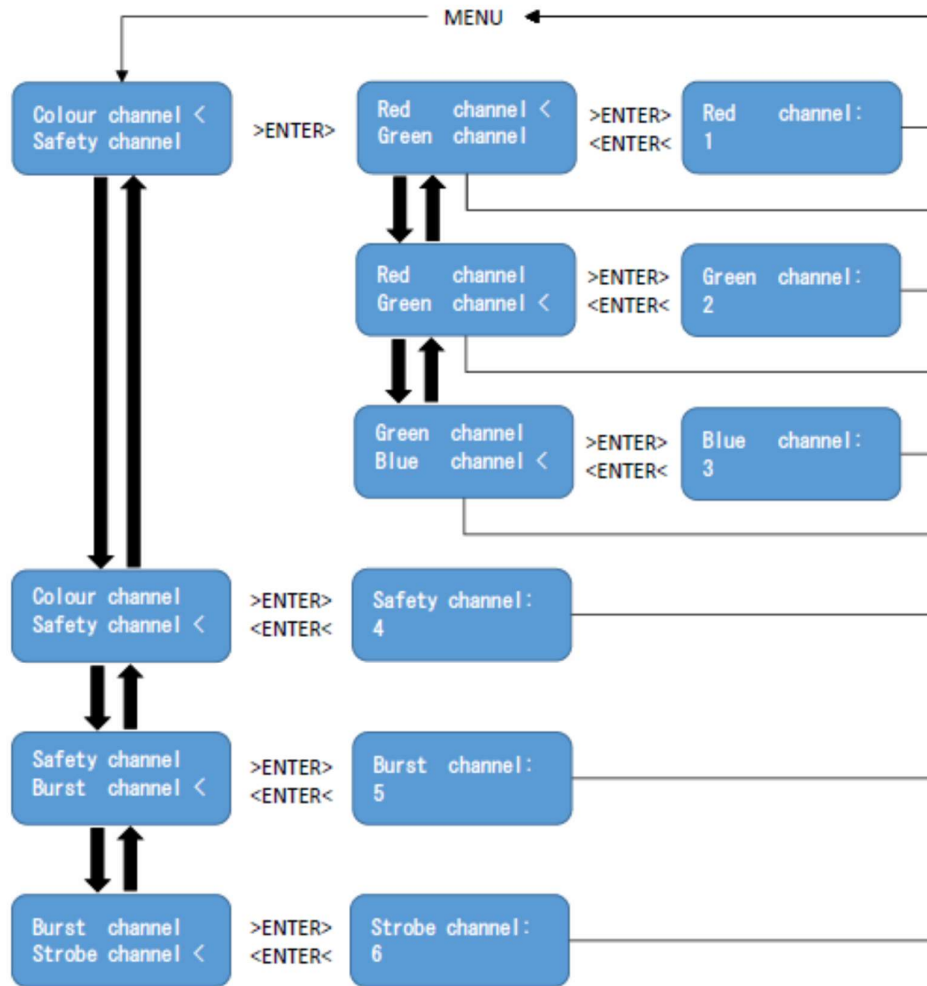 MENU
Colour channel <
Safety channel
>ENTER>
Red channel <
Green channel
>ENTER>
<ENTER<
Red channel:
1
Red channel
Green channel <
>ENTER>
<ENTER<
Green channel:
2
Green channel
Blue channel <
>ENTER>
<ENTER<
Blue channel:
3
Colour channel
Safety channel <
>ENTER>
<ENTER<
Safety channel:
4
Safety channel
Burst channel <
>ENTER>
<ENTER<
Burst channel:
5
Burst channel
Strobe channel <
>ENTER>
<ENTER<
Strobe channel:
6